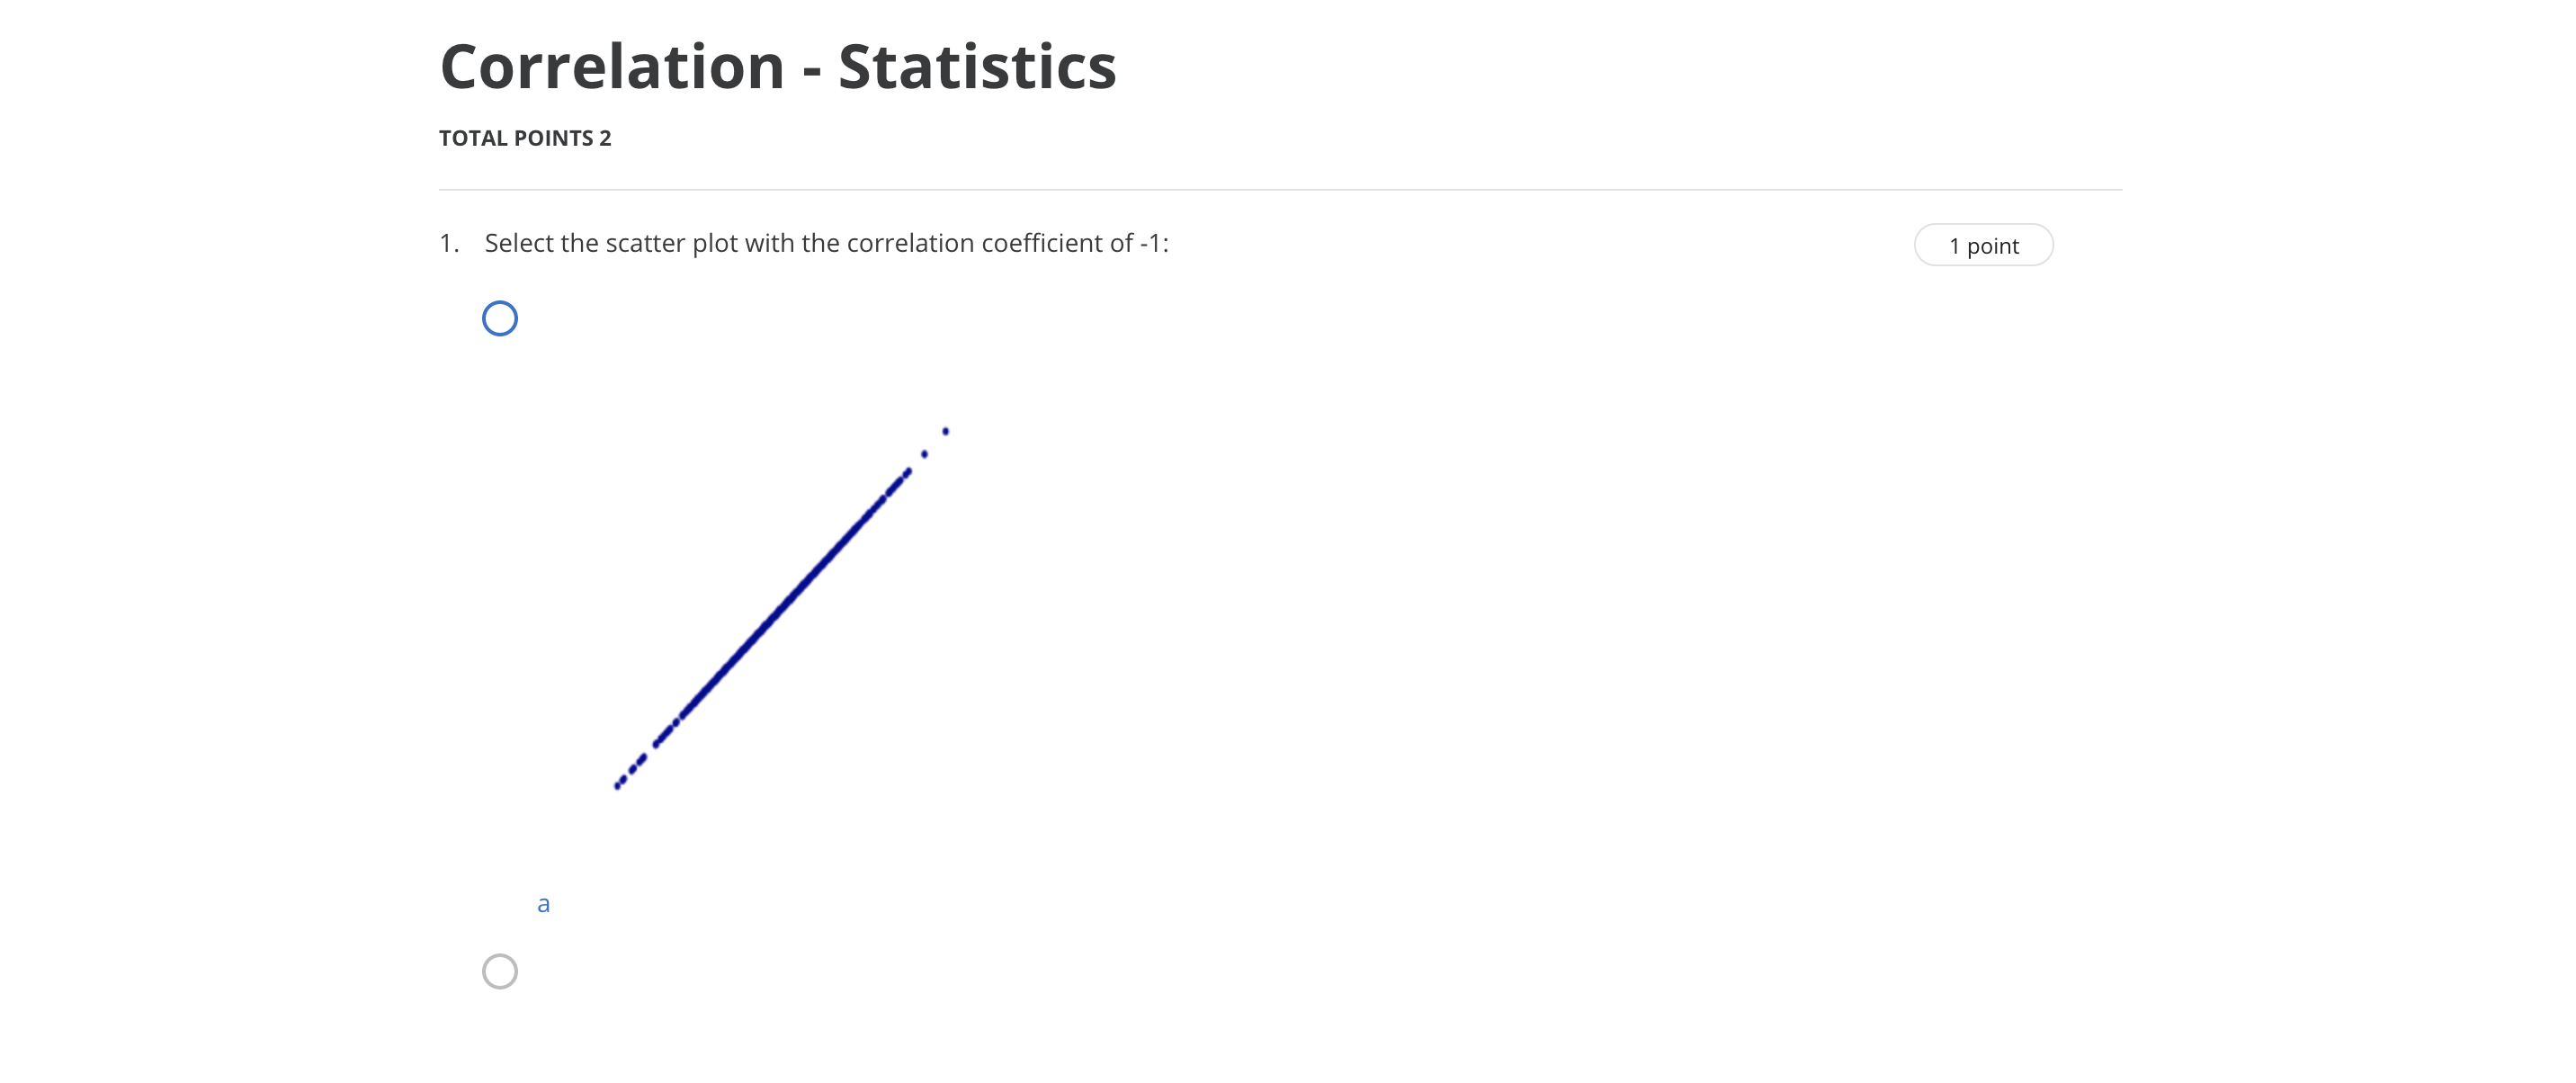 Correlation - Statistics
TOTAL POINTS 2
1. Select the scatter plot with the correlation coefficient of -1:
1 point
a